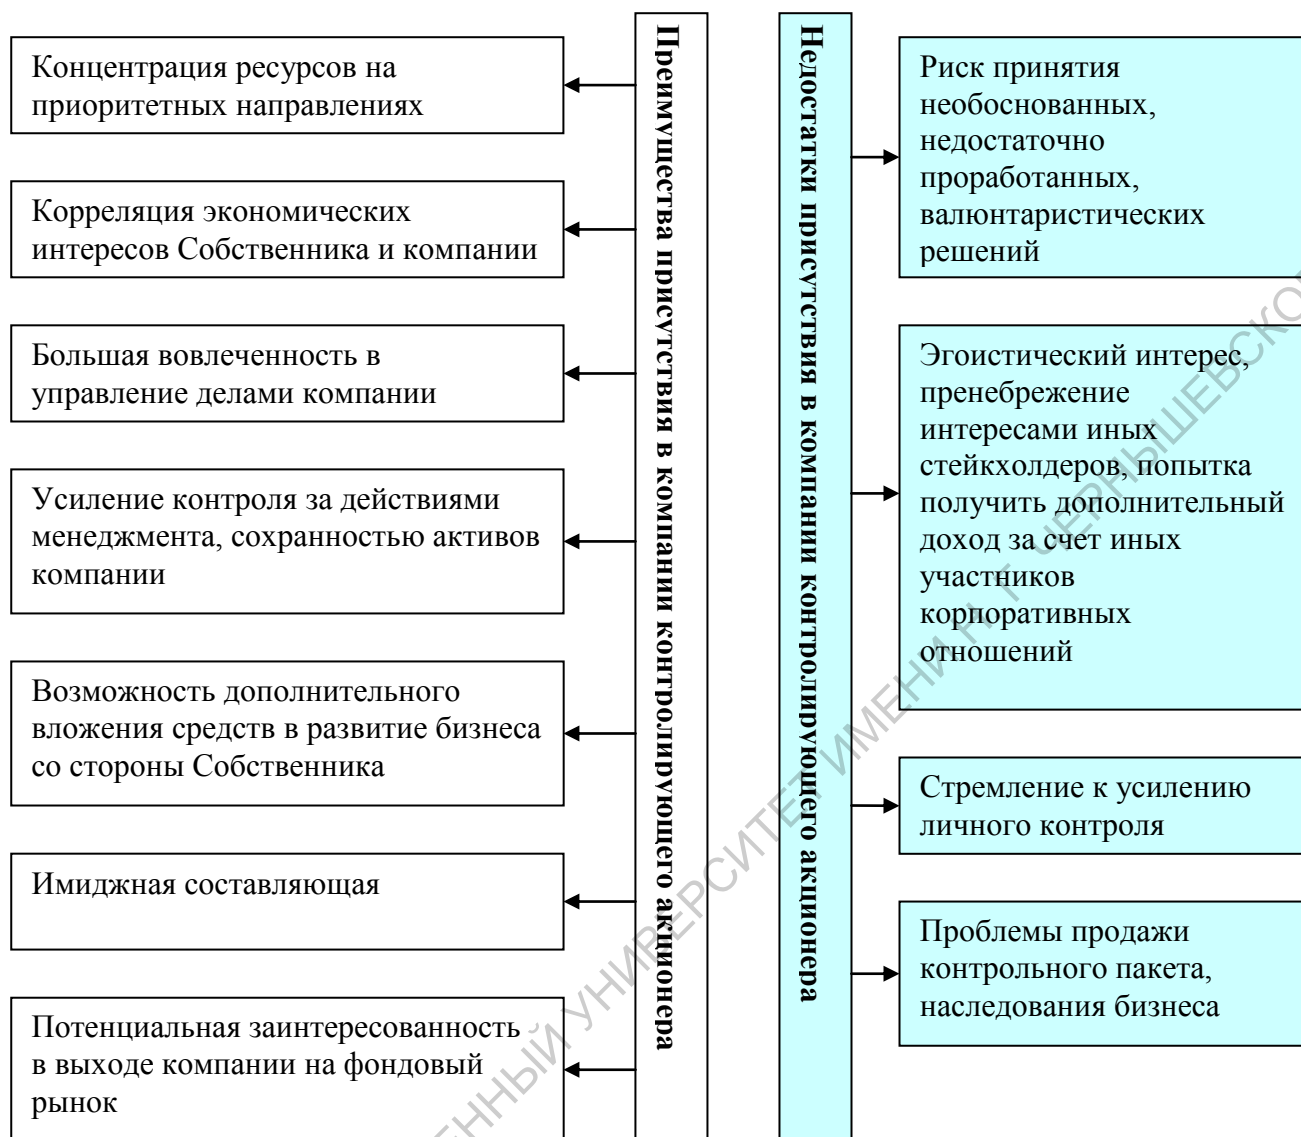 Концентрация ресурсов на
приоритетных направлениях
Корреляция экономических
интересов Собственника и компании
Большая вовлеченность в
управление делами компании
Усиление контроля за действиями
менеджмента, сохранностью активов
компании
Возможность дополнительного
вложения средств в развитие бизнеса
со стороны Собственника
Имиджная составляющая
Потенциальная заинтересованность
в выходе компании на фондовый
рынок
Преимущества присутствия в компании контролирующего акционера
Недостатки присутствия в компании контролирующего акционера
Риск принятия
необоснованных,
недостаточно
проработанных,
валюнтаристических
решений
Эгоистический интерес,
пренебрежение
интересами иных
стейкхолдеров, попытка
получить дополнительный
доход за счет иных
участников
корпоративных
отношений
Стремление к усилению
личного контроля
Проблемы продажи
контрольного пакета,
наследования бизнеса
УНИВЕРСИТЕТ ИМЕНИ Н. Г. ЧЕРНЫШЕВСКО